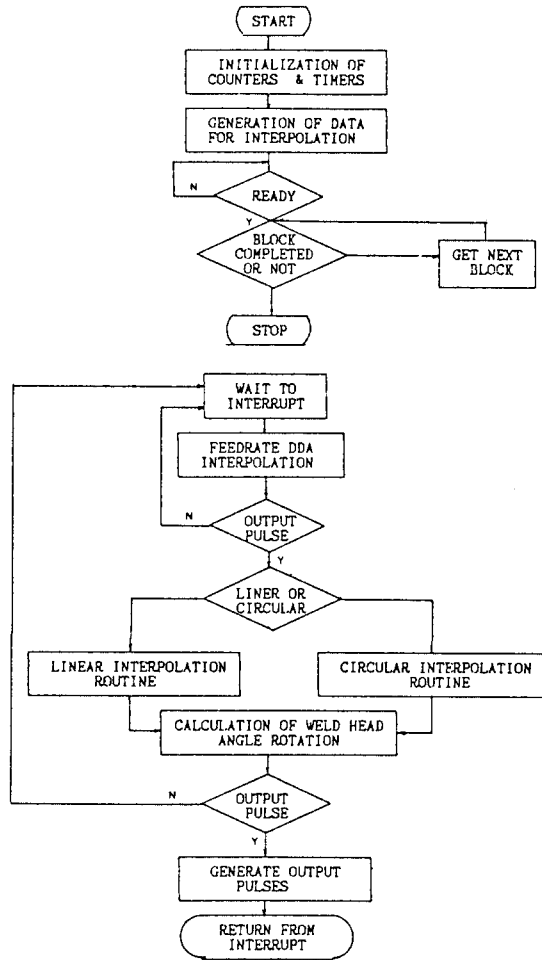 START
INITIALIZATION OF
COUNTERS & TIMERS
GENERATION OF DATA
FOR INTERPOLATION
N
READY
Y
BLOCK
COMPLETED
OR NOT
GET NEXT
BLOCK
STOP
WAIT TO
INTERRUPT
FEEDRATE DDA
INTERPOLATION
N
OUTPUT
PULSE
Y
LINER OR
CIRCULAR
LINEAR INTERPOLATION
ROUTINE
CIRCULAR INTERPOLATION
ROUTINE
CALCULATION OF WELD HEAD
ANGLE ROTATION
N
OUTPUT
PULSE
Y
GENERATE OUTPUT
PULSES
RETURN FROM
INTERRUPT